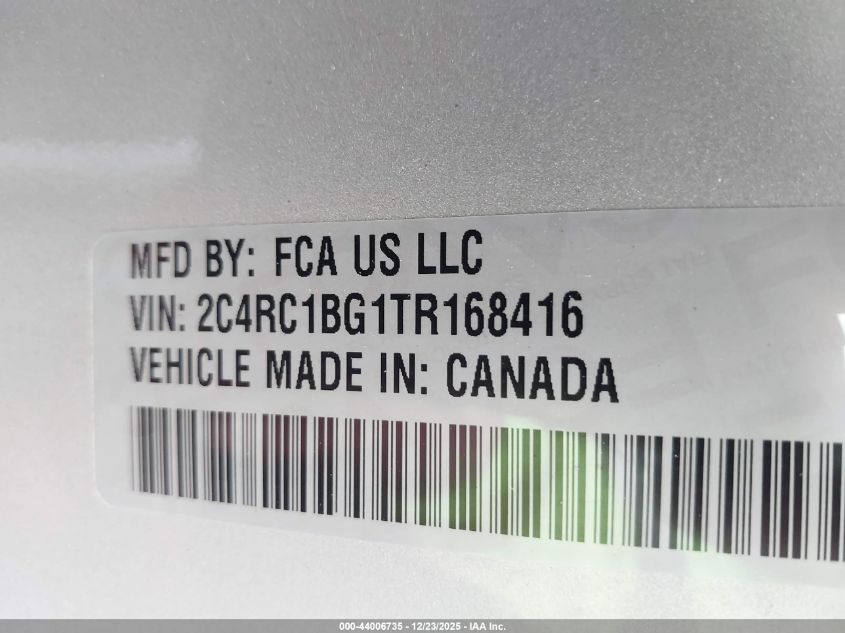 MFD BY: FCA US LLC
VIN: 2C4RC1BG1TR168416
VEHICLE MADE IN: CANADA
000-44006735 - 12/23/2025 - IAA Inc.